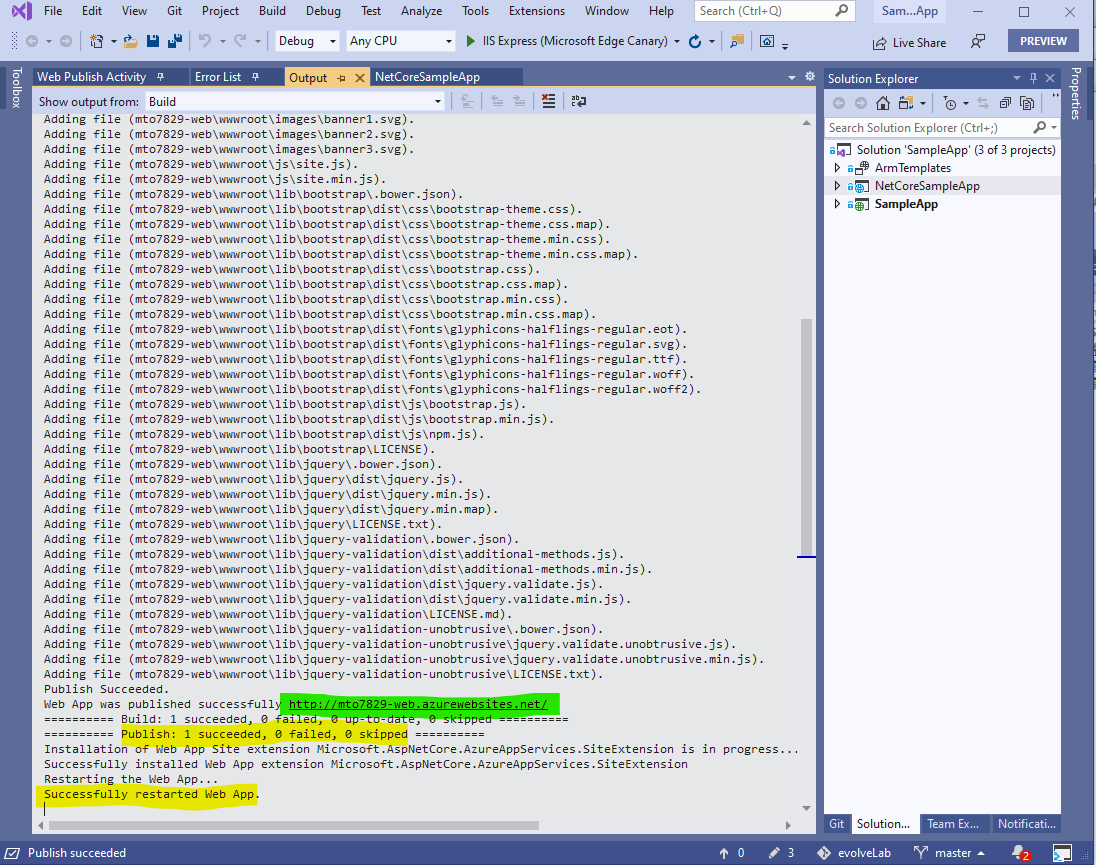 File Edit View Git Project Build Debug Test Analyze Tools Extensions Window Help Search (Ctrl+Q) Sam...App
Debug Any CPU IIS Express (Microsoft Edge Canary) Live Share PREVIEW
Toolbox
Web Publish Activity Error List Output NetCoreSampleApp
Show output from: Build
Adding file (mto7829-web\wwwroot\images\banner1.svg).
Adding file (mto7829-web\wwwroot\images\banner2.svg).
Adding file (mto7829-web\wwwroot\images\banner3.svg).
Adding file (mto7829-web\wwwroot\js\site.js).
Adding file (mto7829-web\wwwroot\js\site.min.js).
Adding file (mto7829-web\wwwroot\lib\bootstrap\.bower.json).
Adding file (mto7829-web\wwwroot\lib\bootstrap\dist\css\bootstrap-theme.css).
Adding file (mto7829-web\wwwroot\lib\bootstrap\dist\css\bootstrap-theme.css.map).
Adding file (mto7829-web\wwwroot\lib\bootstrap\dist\css\bootstrap-theme.min.css).
Adding file (mto7829-web\wwwroot\lib\bootstrap\dist\css\bootstrap-theme.min.css.map).
Adding file (mto7829-web\wwwroot\lib\bootstrap\dist\css\bootstrap.css).
Adding file (mto7829-web\wwwroot\lib\bootstrap\dist\css\bootstrap.css.map).
Adding file (mto7829-web\wwwroot\lib\bootstrap\dist\css\bootstrap.min.css).
Adding file (mto7829-web\wwwroot\lib\bootstrap\dist\css\bootstrap.min.css.map).
Adding file (mto7829-web\wwwroot\lib\bootstrap\dist\fonts\glyphicons-halflings-regular.eot).
Adding file (mto7829-web\wwwroot\lib\bootstrap\dist\fonts\glyphicons-halflings-regular.svg).
Adding file (mto7829-web\wwwroot\lib\bootstrap\dist\fonts\glyphicons-halflings-regular.ttf).
Adding file (mto7829-web\wwwroot\lib\bootstrap\dist\fonts\glyphicons-halflings-regular.woff).
Adding file (mto7829-web\wwwroot\lib\bootstrap\dist\fonts\glyphicons-halflings-regular.woff2).
Adding file (mto7829-web\wwwroot\lib\bootstrap\dist\js\bootstrap.js).
Adding file (mto7829-web\wwwroot\lib\bootstrap\dist\js\bootstrap.min.js).
Adding file (mto7829-web\wwwroot\lib\bootstrap\dist\js\npm.js).
Adding file (mto7829-web\wwwroot\lib\bootstrap\LICENSE).
Adding file (mto7829-web\wwwroot\lib\jquery\.bower.json).
Adding file (mto7829-web\wwwroot\lib\jquery\dist\jquery.js).
Adding file (mto7829-web\wwwroot\lib\jquery\dist\jquery.min.js).
Adding file (mto7829-web\wwwroot\lib\jquery\dist\jquery.min.map).
Adding file (mto7829-web\wwwroot\lib\jquery\LICENSE.txt).
Adding file (mto7829-web\wwwroot\lib\jquery-validation\.bower.json).
Adding file (mto7829-web\wwwroot\lib\jquery-validation\dist\additional-methods.js).
Adding file (mto7829-web\wwwroot\lib\jquery-validation\dist\additional-methods.min.js).
Adding file (mto7829-web\wwwroot\lib\jquery-validation\dist\jquery.validate.js).
Adding file (mto7829-web\wwwroot\lib\jquery-validation\dist\jquery.validate.min.js).
Adding file (mto7829-web\wwwroot\lib\jquery-validation\LICENSE.md).
Adding file (mto7829-web\wwwroot\lib\jquery-validation-unobtrusive\.bower.json).
Adding file (mto7829-web\wwwroot\lib\jquery-validation-unobtrusive\jquery.validate.unobtrusive.js).
Adding file (mto7829-web\wwwroot\lib\jquery-validation-unobtrusive\jquery.validate.unobtrusive.min.js).
Adding file (mto7829-web\wwwroot\lib\jquery-validation-unobtrusive\LICENSE.txt).
Publish Succeeded.
Web App was published successfully http://mto7829-web.azurewebsites.net/
========== Build: 1 succeeded, 0 failed, 0 up-to-date, 0 skipped ==========
========== Publish: 1 succeeded, 0 failed, 0 skipped ==========
Installation of Web App Site extension Microsoft.AspNetCore.AzureAppServices.SiteExtension is in progress...
Successfully installed Web App extension Microsoft.AspNetCore.AzureAppServices.SiteExtension
Restarting the Web App...
Successfully restarted Web App.
Solution Explorer
Search Solution Explorer (Ctrl+;)
Solution 'SampleApp' (3 of 3 projects)
ArmTemplates
NetCoreSampleApp
SampleApp
Properties
Git Solution... Team Ex... Notificati...
Publish succeeded 0 3 evolveLab master 2